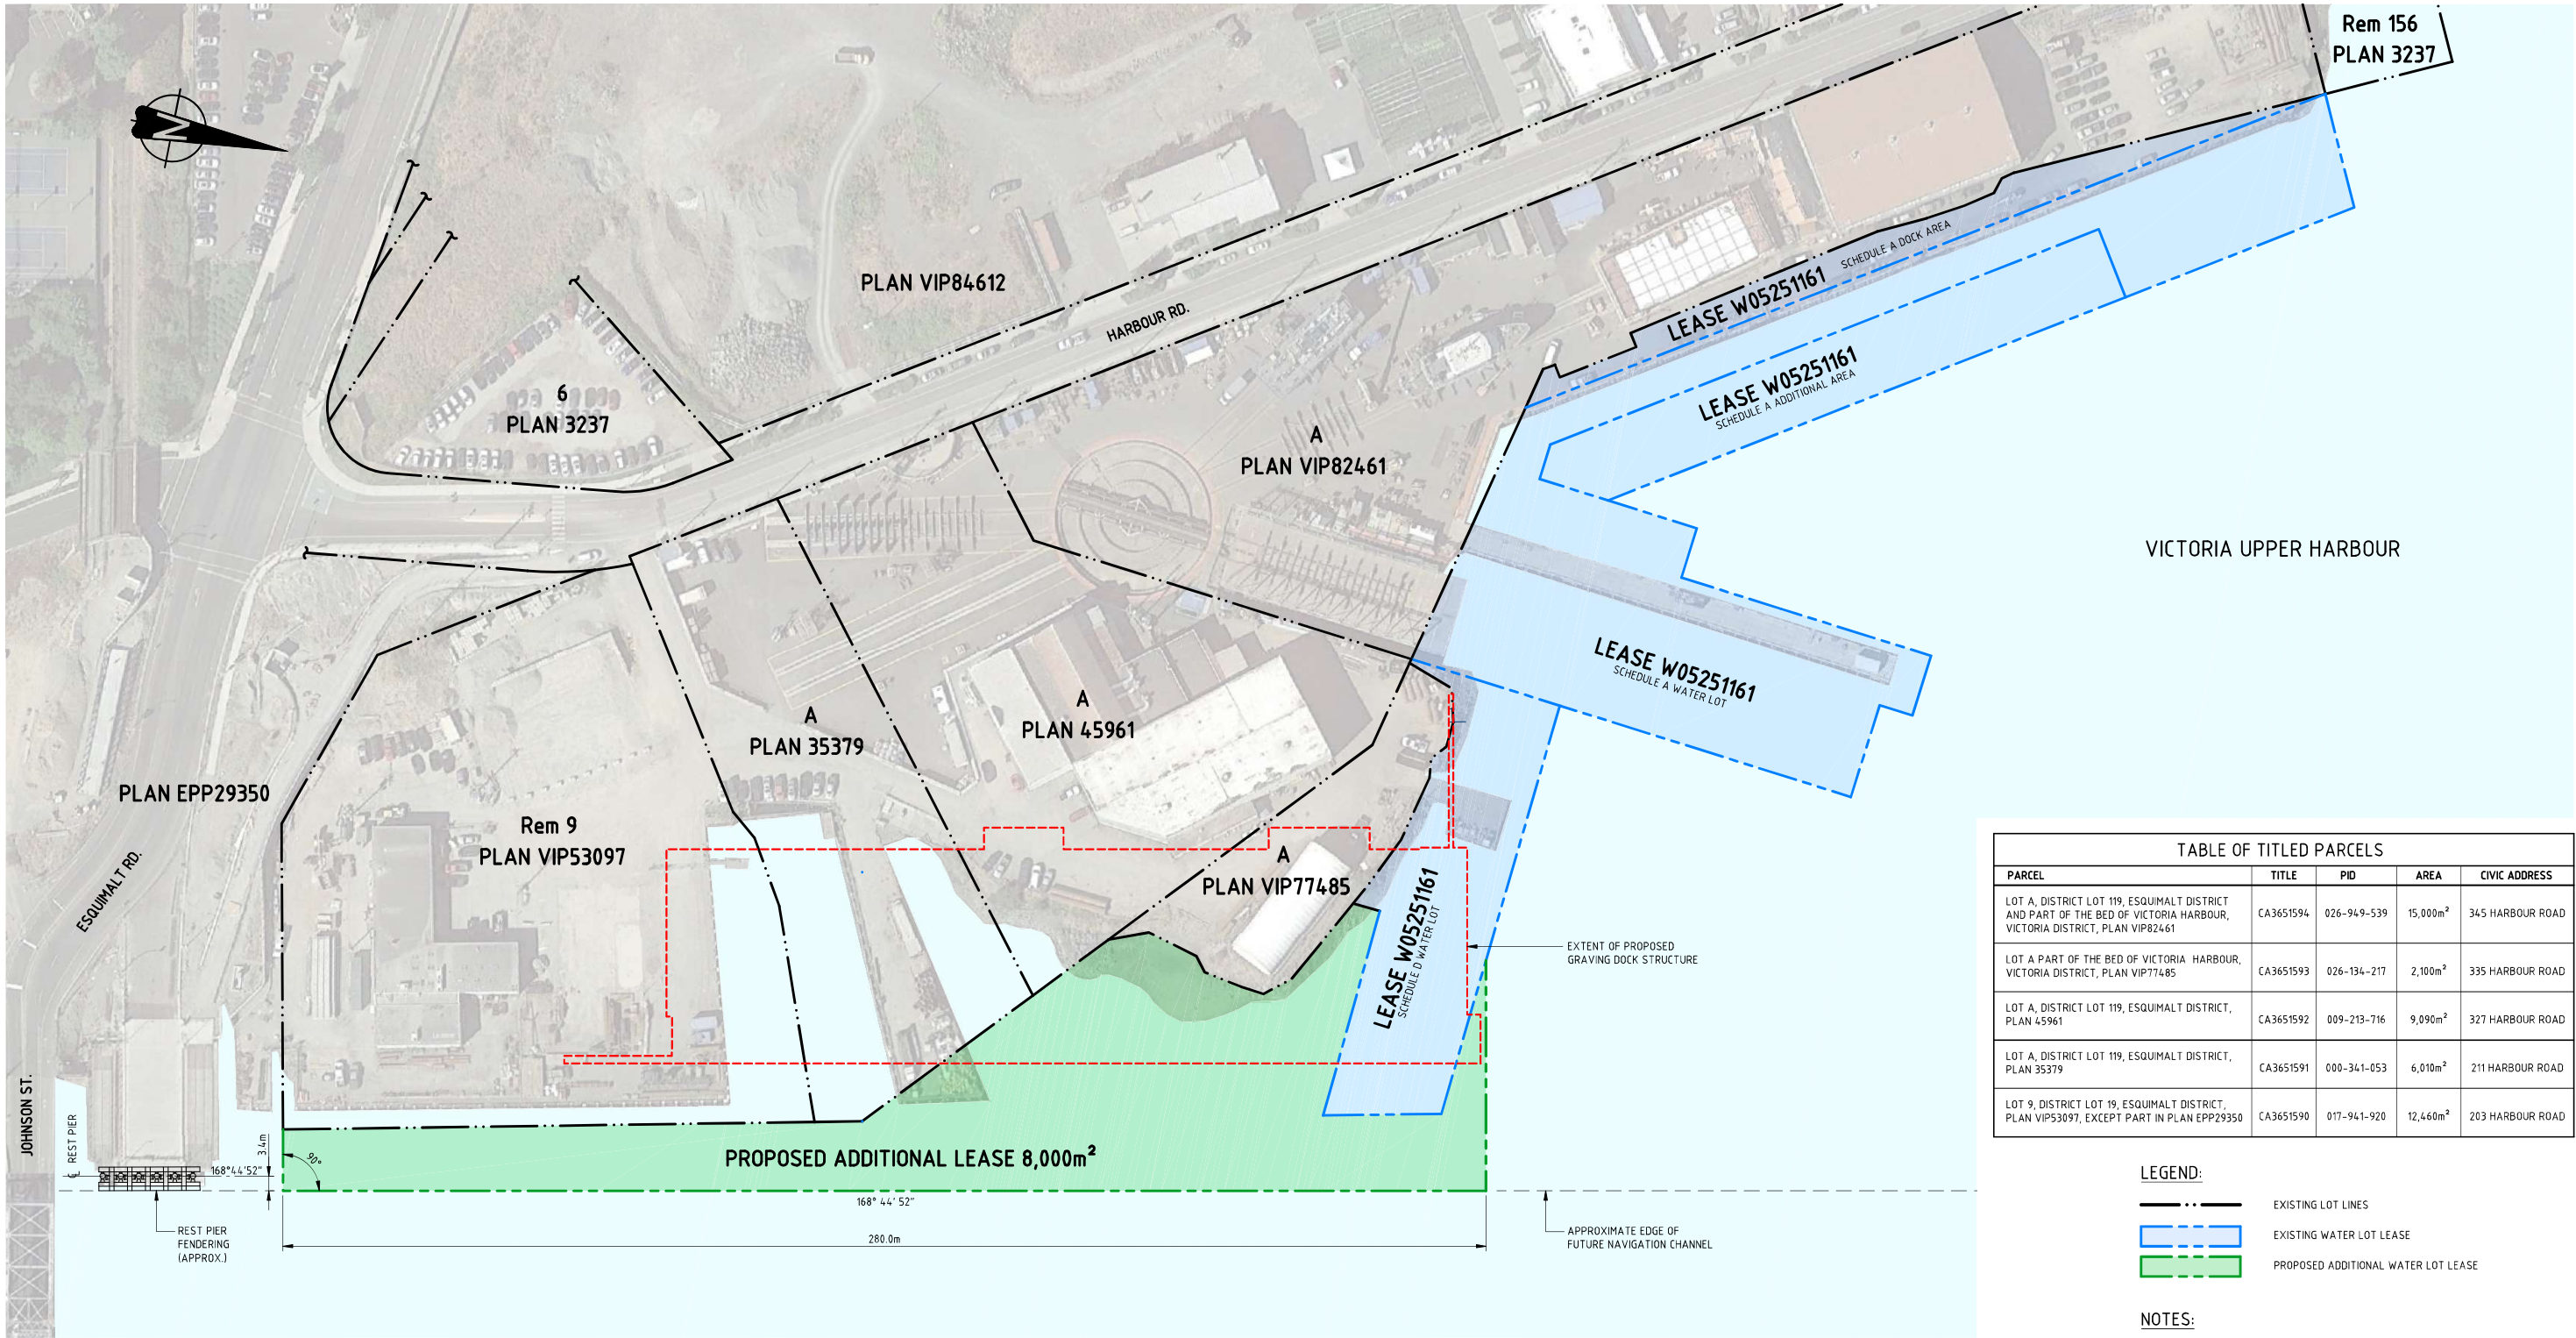 Rem 156
PLAN 3237
N
PLAN VIP84612
HARBOUR RD.
6
PLAN 3237
A
PLAN VIP82461
LEASE W05251161
SCHEDULE A DOCK AREA
LEASE W05251161
SCHEDULE A ADDITIONAL AREA
VICTORIA UPPER HARBOUR
LEASE W05251161
SCHEDULE A WATER LOT
A
PLAN 35379
A
PLAN 45961
PLAN EPP29350
Rem 9
PLAN VIP53097
ESQUIMALT RD.
A
PLAN VIP77485
LEASE W05251161
SCHEDULE D WATER LOT
EXTENT OF PROPOSED
GRAVING DOCK STRUCTURE
JOHNSON ST.
℄ REST PIER
3.4m
168°44'52"
90°
PROPOSED ADDITIONAL LEASE 8,000m²
168° 44' 52"
REST PIER
FENDERING
(APPROX.)
280.0m
APPROXIMATE EDGE OF
FUTURE NAVIGATION CHANNEL
TABLE OF TITLED PARCELS
PARCEL TITLE PID AREA CIVIC ADDRESS
LOT A, DISTRICT LOT 119, ESQUIMALT DISTRICT
AND PART OF THE BED OF VICTORIA HARBOUR,
VICTORIA DISTRICT, PLAN VIP82461
CA3651594 026-949-539 15,000m² 345 HARBOUR ROAD
LOT A PART OF THE BED OF VICTORIA HARBOUR,
VICTORIA DISTRICT, PLAN VIP77485
CA3651593 026-134-217 2,100m² 335 HARBOUR ROAD
LOT A, DISTRICT LOT 119, ESQUIMALT DISTRICT,
PLAN 45961
CA3651592 009-213-716 9,090m² 327 HARBOUR ROAD
LOT A, DISTRICT LOT 119, ESQUIMALT DISTRICT,
PLAN 35379
CA3651591 000-341-053 6,010m² 211 HARBOUR ROAD
LOT 9, DISTRICT LOT 19, ESQUIMALT DISTRICT,
PLAN VIP53097, EXCEPT PART IN PLAN EPP29350
CA3651590 017-941-920 12,460m² 203 HARBOUR ROAD
LEGEND:
EXISTING LOT LINES
EXISTING WATER LOT LEASE
PROPOSED ADDITIONAL WATER LOT LEASE
NOTES: